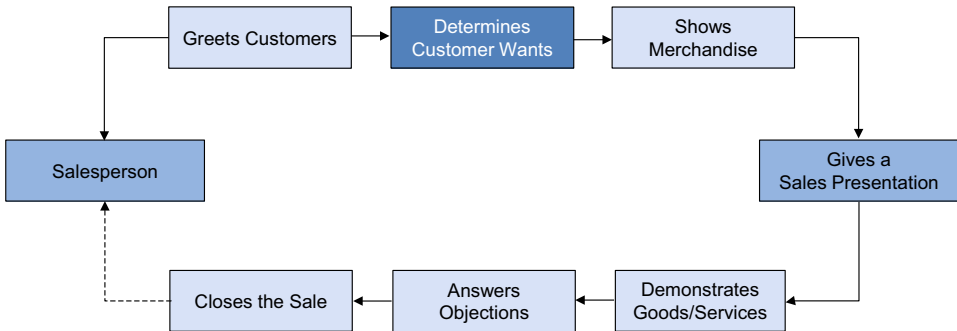 Greets Customers
Determines
Customer Wants
Shows
Merchandise
Salesperson
Gives a
Sales Presentation
Closes the Sale
Answers
Objections
Demonstrates
Goods/Services